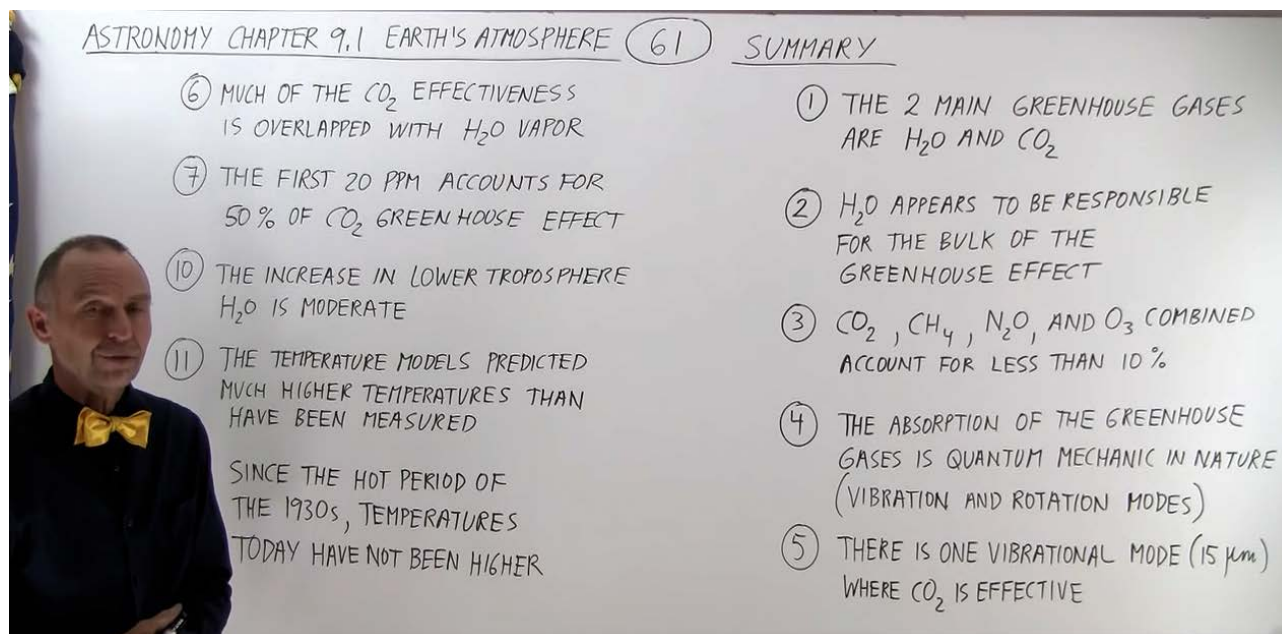 ASTRONOMY CHAPTER 9.1 EARTH'S ATMOSPHERE 61 SUMMARY
6 MUCH OF THE CO₂ EFFECTIVENESS
IS OVERLAPPED WITH H₂O VAPOR
7 THE FIRST 20 PPM ACCOUNTS FOR
50% OF CO₂ GREEN HOUSE EFFECT
10 THE INCREASE IN LOWER TROPOSPHERE
H₂O IS MODERATE
11 THE TEMPERATURE MODELS PREDICTED
MUCH HIGHER TEMPERATURES THAN
HAVE BEEN MEASURED
SINCE THE HOT PERIOD OF
THE 1930s, TEMPERATURES
TODAY HAVE NOT BEEN HIGHER
1 THE 2 MAIN GREENHOUSE GASES
ARE H₂O AND CO₂
2 H₂O APPEARS TO BE RESPONSIBLE
FOR THE BULK OF THE
GREENHOUSE EFFECT
3 CO₂, CH₄, N₂O, AND O₃ COMBINED
ACCOUNT FOR LESS THAN 10%
4 THE ABSORPTION OF THE GREENHOUSE
GASES IS QUANTUM MECHANIC IN NATURE
(VIBRATION AND ROTATION MODES)
5 THERE IS ONE VIBRATIONAL MODE (15 μm)
WHERE CO₂ IS EFFECTIVE